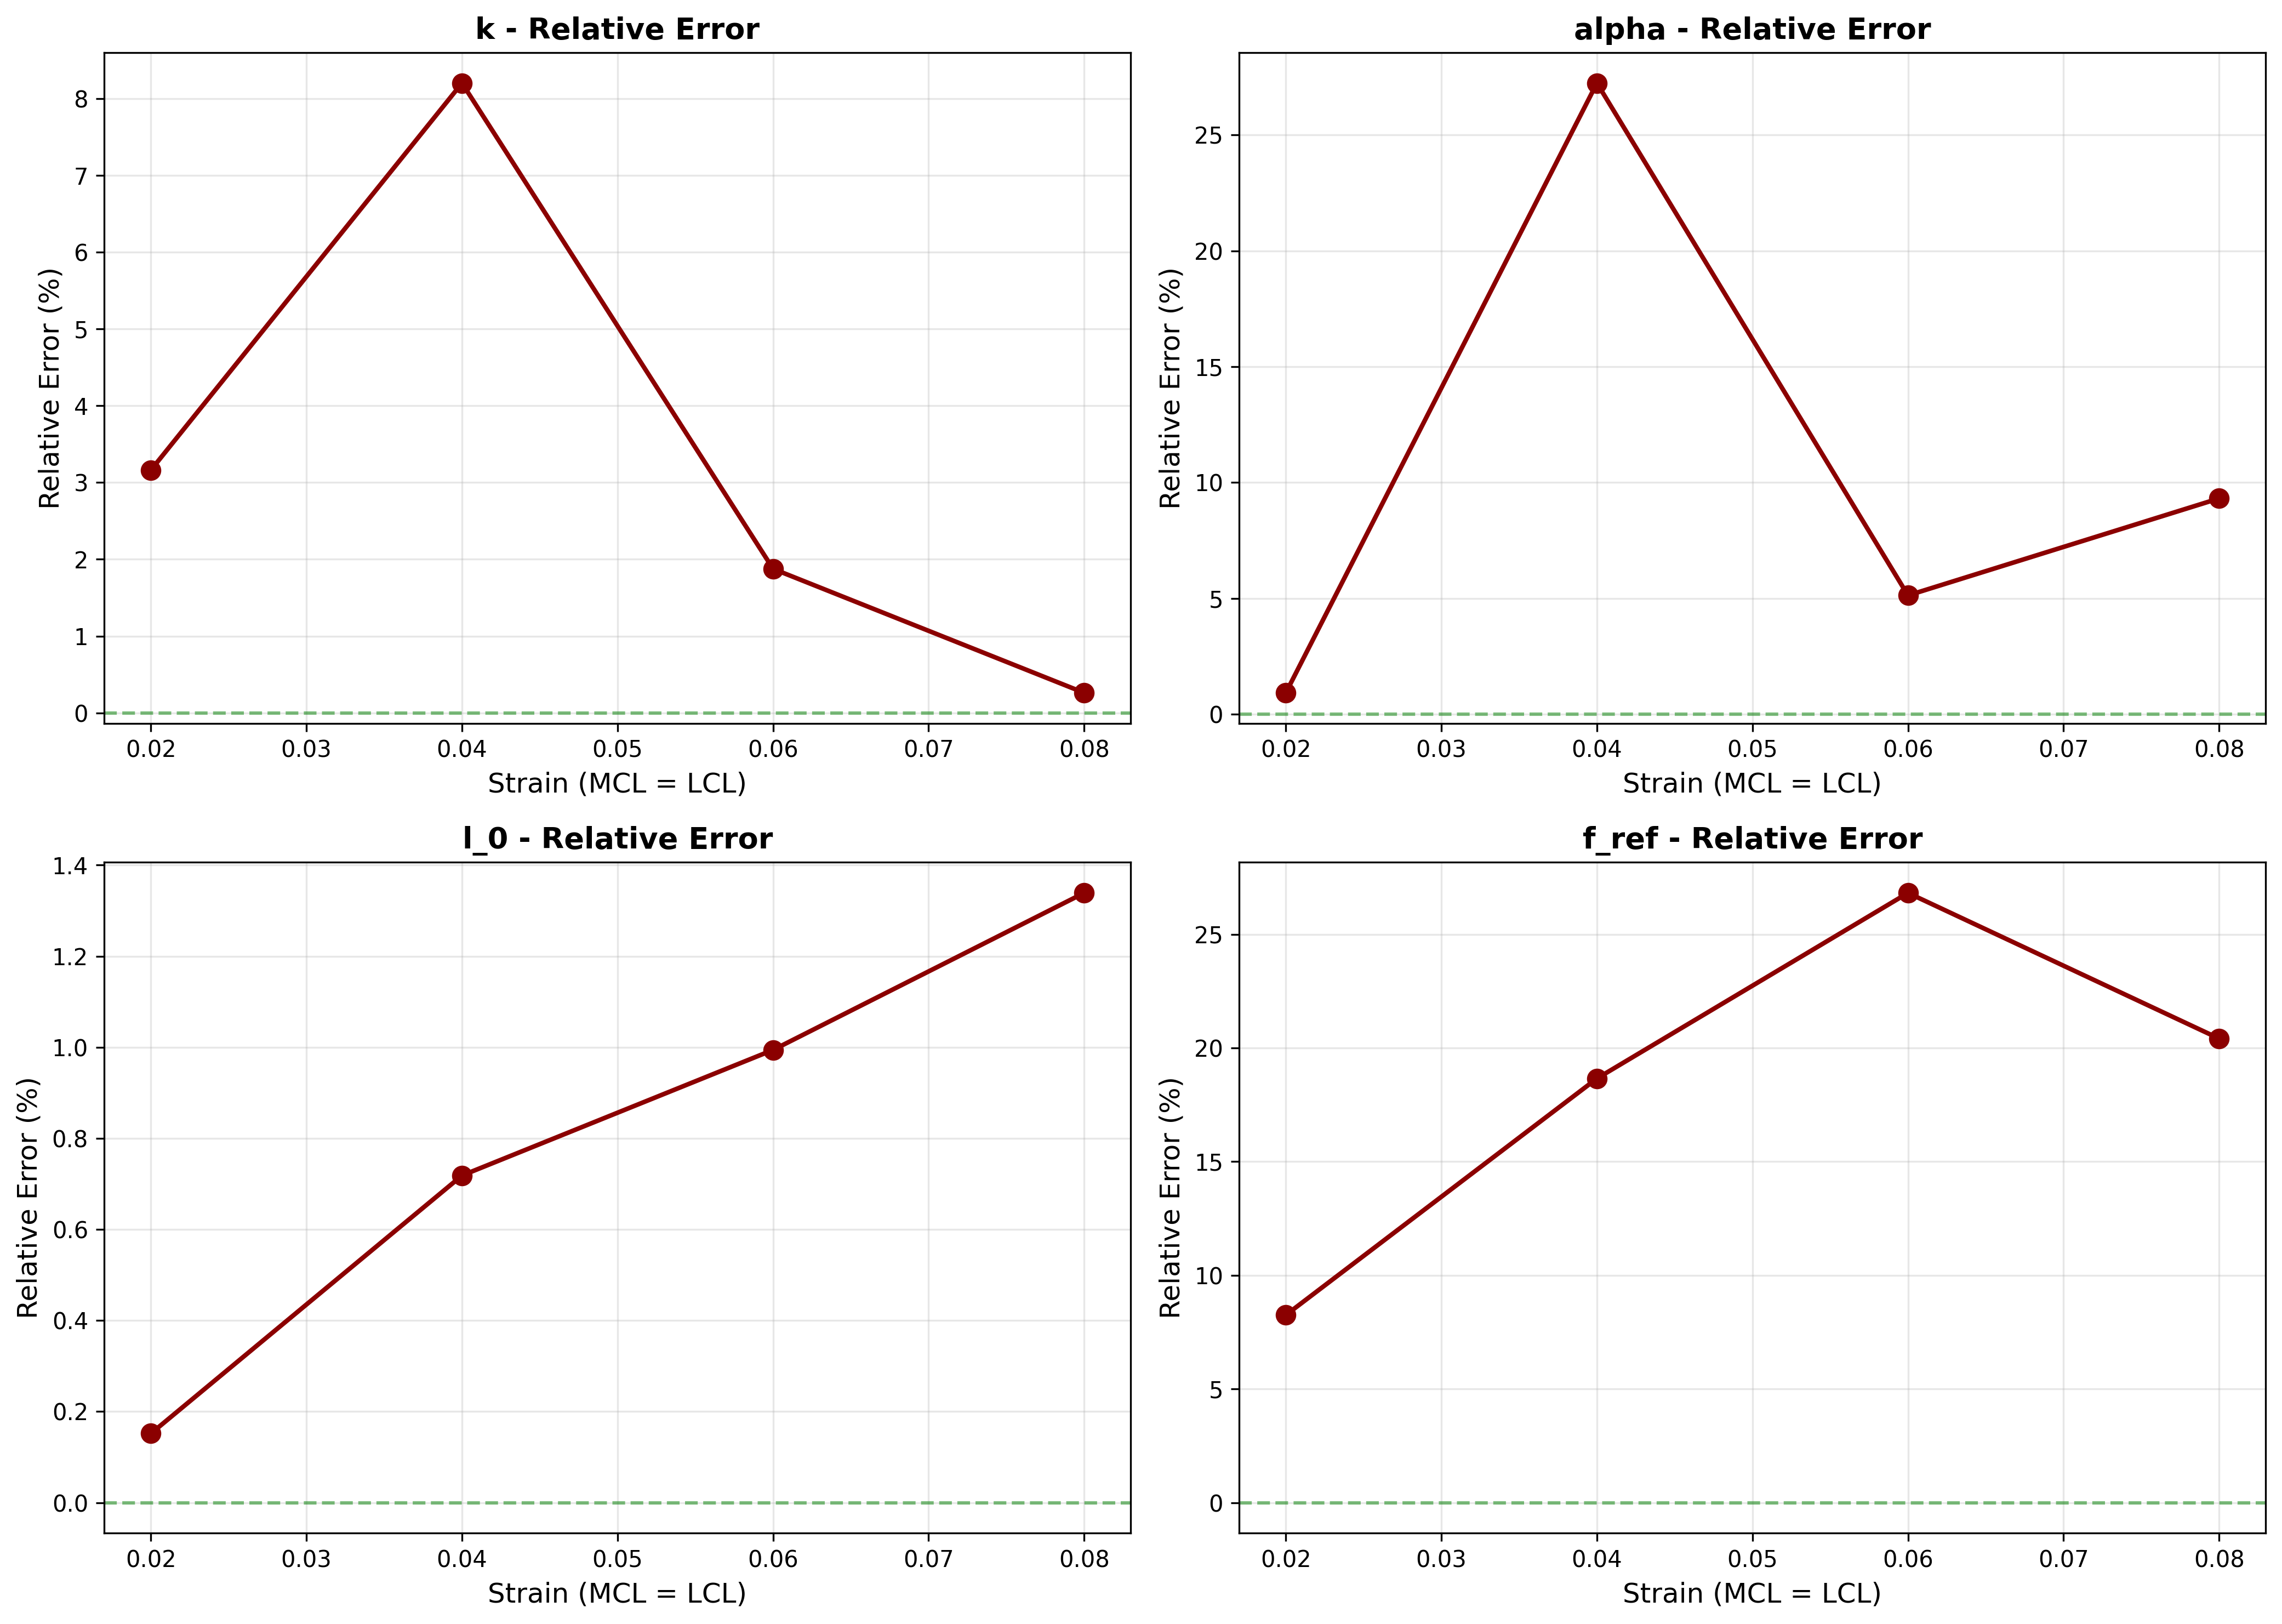 k - Relative Error
8
7
6
5
4
3
2
1
0
Relative Error (%)
0.02 0.03 0.04 0.05 0.06 0.07 0.08
Strain (MCL = LCL)
alpha - Relative Error
25
20
15
10
5
0
Relative Error (%)
0.02 0.03 0.04 0.05 0.06 0.07 0.08
Strain (MCL = LCL)
l_0 - Relative Error
1.4
1.2
1.0
0.8
0.6
0.4
0.2
0.0
Relative Error (%)
0.02 0.03 0.04 0.05 0.06 0.07 0.08
Strain (MCL = LCL)
f_ref - Relative Error
25
20
15
10
5
0
Relative Error (%)
0.02 0.03 0.04 0.05 0.06 0.07 0.08
Strain (MCL = LCL)